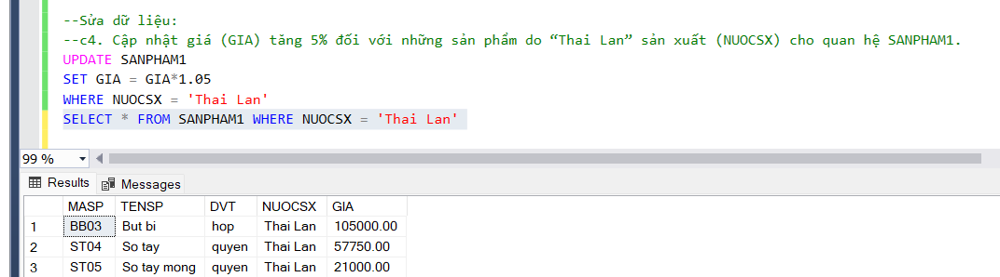 --Sửa dữ liệu:
--c4. Cập nhật giá (GIA) tăng 5% đối với những sản phẩm do “Thai Lan” sản xuất (NUOCSX) cho quan hệ SANPHAM1.
UPDATE SANPHAM1
SET GIA = GIA*1.05
WHERE NUOCSX = 'Thai Lan'
SELECT * FROM SANPHAM1 WHERE NUOCSX = 'Thai Lan'
99 %
Results Messages
MASP TENSP DVT NUOCSX GIA
1 BB03 But bi hop Thai Lan 105000.00
2 ST04 So tay quyen Thai Lan 57750.00
3 ST05 So tay mong quyen Thai Lan 21000.00